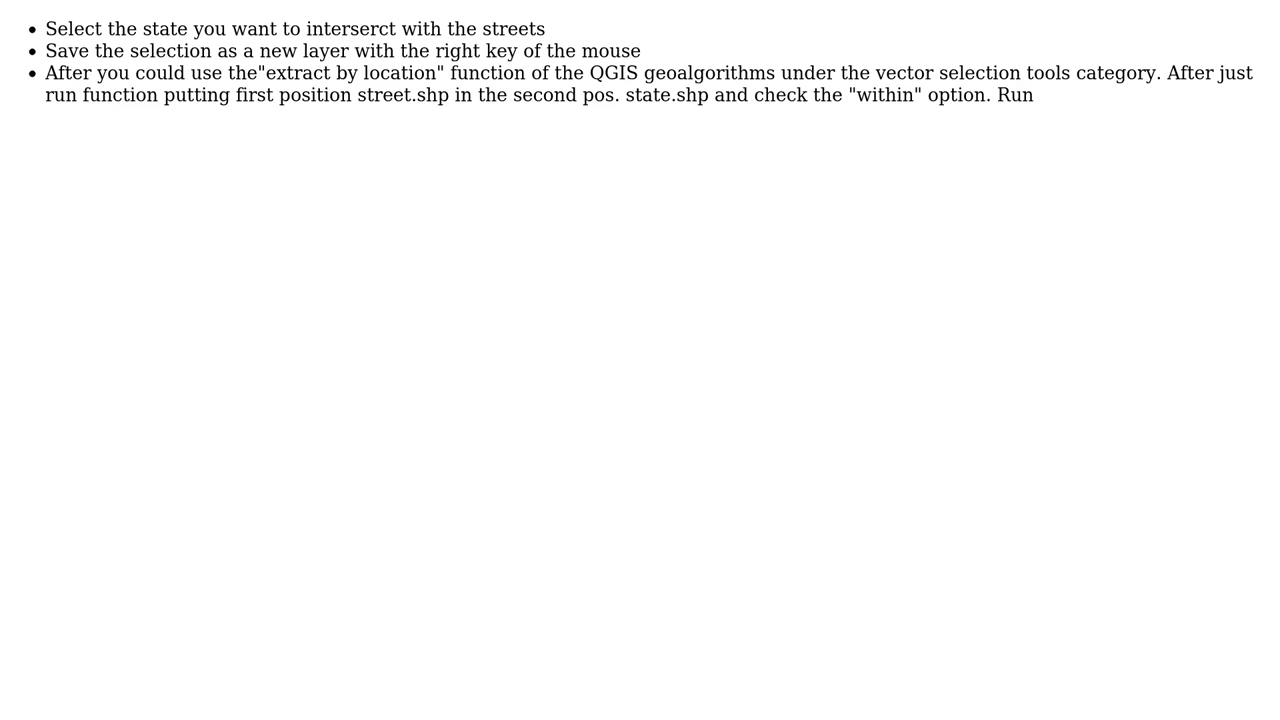 Select the state you want to interserct with the streets
Save the selection as a new layer with the right key of the mouse
After you could use the"extract by location" function of the QGIS geoalgorithms under the vector selection tools category. After just
run function putting first position street.shp in the second pos. state.shp and check the "within" option. Run